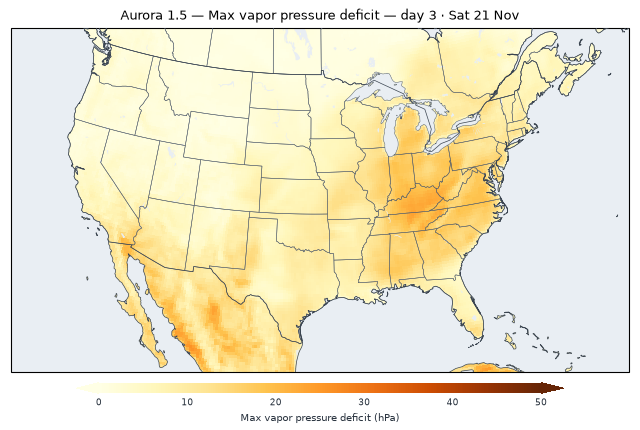 Aurora 1.5 — Max vapor pressure deficit — day 3 · Sat 21 Nov
0 10 20 30 40 50
Max vapor pressure deficit (hPa)